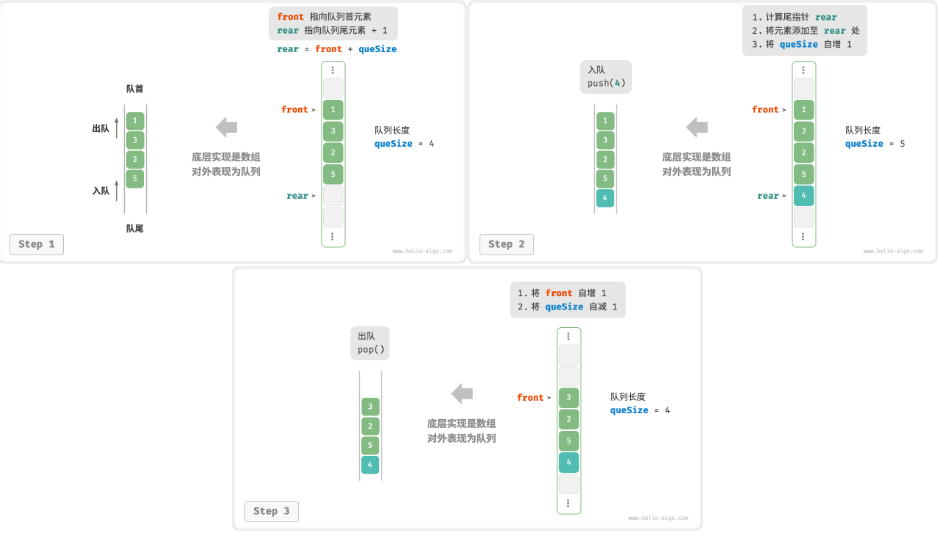 front 指向队列首元素
rear 指向队列尾元素 + 1
rear = front + queSize
队首
出队
入队
队尾
1
3
2
5
底层实现是数组
对外表现为队列
⋮
front ➤
1
3
2
5
rear ➤
⋮
队列长度
queSize = 4
Step 1
www.hello-algo.com
1. 计算尾指针 rear
2. 将元素添加至 rear 处
3. 将 queSize 自增 1
入队
push(4)
1
3
2
5
4
底层实现是数组
对外表现为队列
⋮
front ➤
1
3
2
5
rear ➤ 4
⋮
队列长度
queSize = 5
Step 2
www.hello-algo.com
1. 将 front 自增 1
2. 将 queSize 自减 1
出队
pop()
3
2
5
4
底层实现是数组
对外表现为队列
⋮
front ➤ 3
2
5
4
⋮
队列长度
queSize = 4
Step 3
www.hello-algo.com